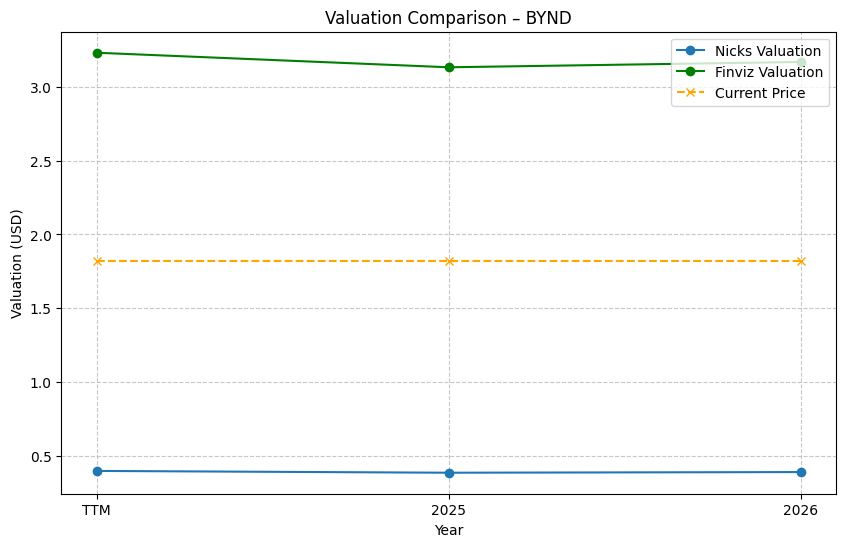 Valuation Comparison – BYND
Nicks Valuation
Finviz Valuation
Current Price
Valuation (USD)
3.0
2.5
2.0
1.5
1.0
0.5
TTM
2025
2026
Year